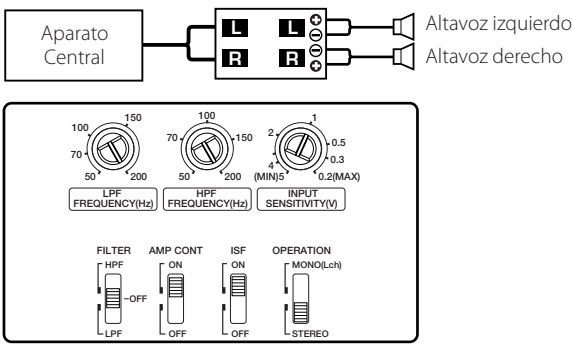 Aparato
Central
L L
R R
Altavoz izquierdo
Altavoz derecho
50 70 100 150 200
LPF
FREQUENCY(Hz)
50 70 100 150 200
HPF
FREQUENCY(Hz)
(MIN)5 4 2 1 0.5 0.3 0.2(MAX)
INPUT
SENSITIVITY(V)
FILTER
HPF
OFF
LPF
AMP CONT
ON
OFF
ISF
ON
OFF
OPERATION
MONO(Lch)
STEREO